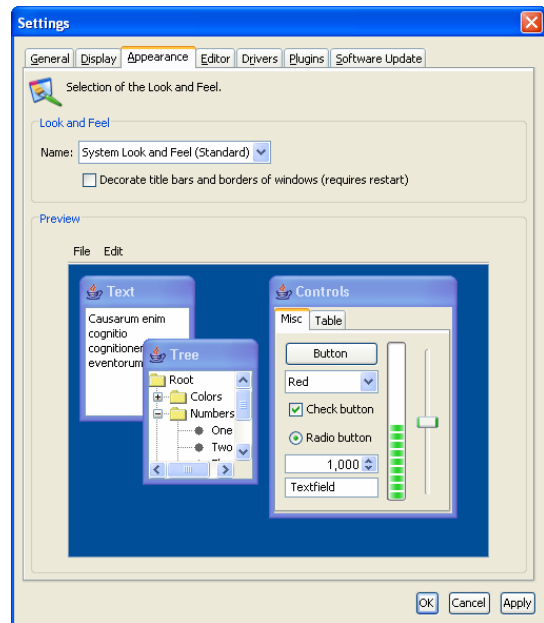 Settings
General Display Appearance Editor Drivers Plugins Software Update
Selection of the Look and Feel.
Look and Feel
Name: System Look and Feel (Standard)
Decorate title bars and borders of windows (requires restart)
Preview
File Edit
Text
Causarum enim
cognitio
cognitioner
eventorum
Tree
Root
Colors
Numbers
One
Two
Controls
Misc Table
Button
Red
Check button
Radio button
1,000
Textfield
OK Cancel Apply